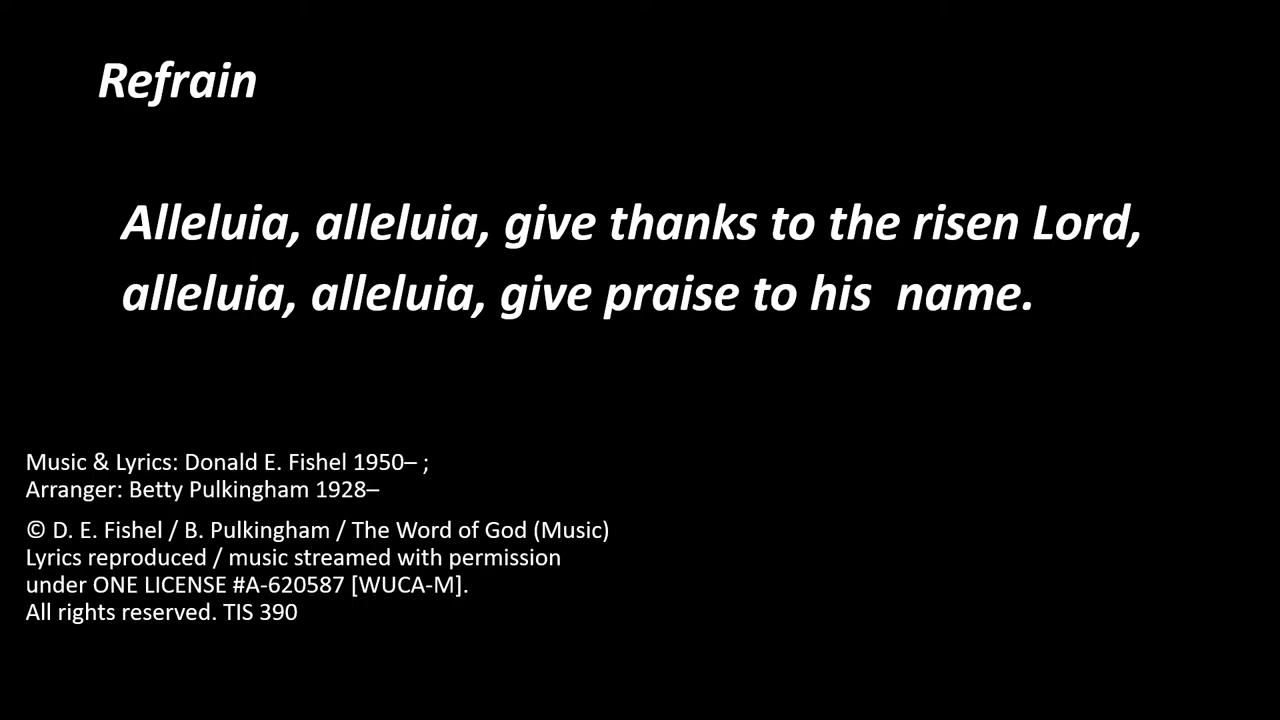 Refrain
Alleluia, alleluia, give thanks to the risen Lord,
alleluia, alleluia, give praise to his  name.
Music & Lyrics: Donald E. Fishel 1950– ;
Arranger: Betty Pulkingham 1928–
© D. E. Fishel / B. Pulkingham / The Word of God (Music)
Lyrics reproduced / music streamed with permission
under ONE LICENSE #A-620587 [WUCA-M].
All rights reserved. TIS 390